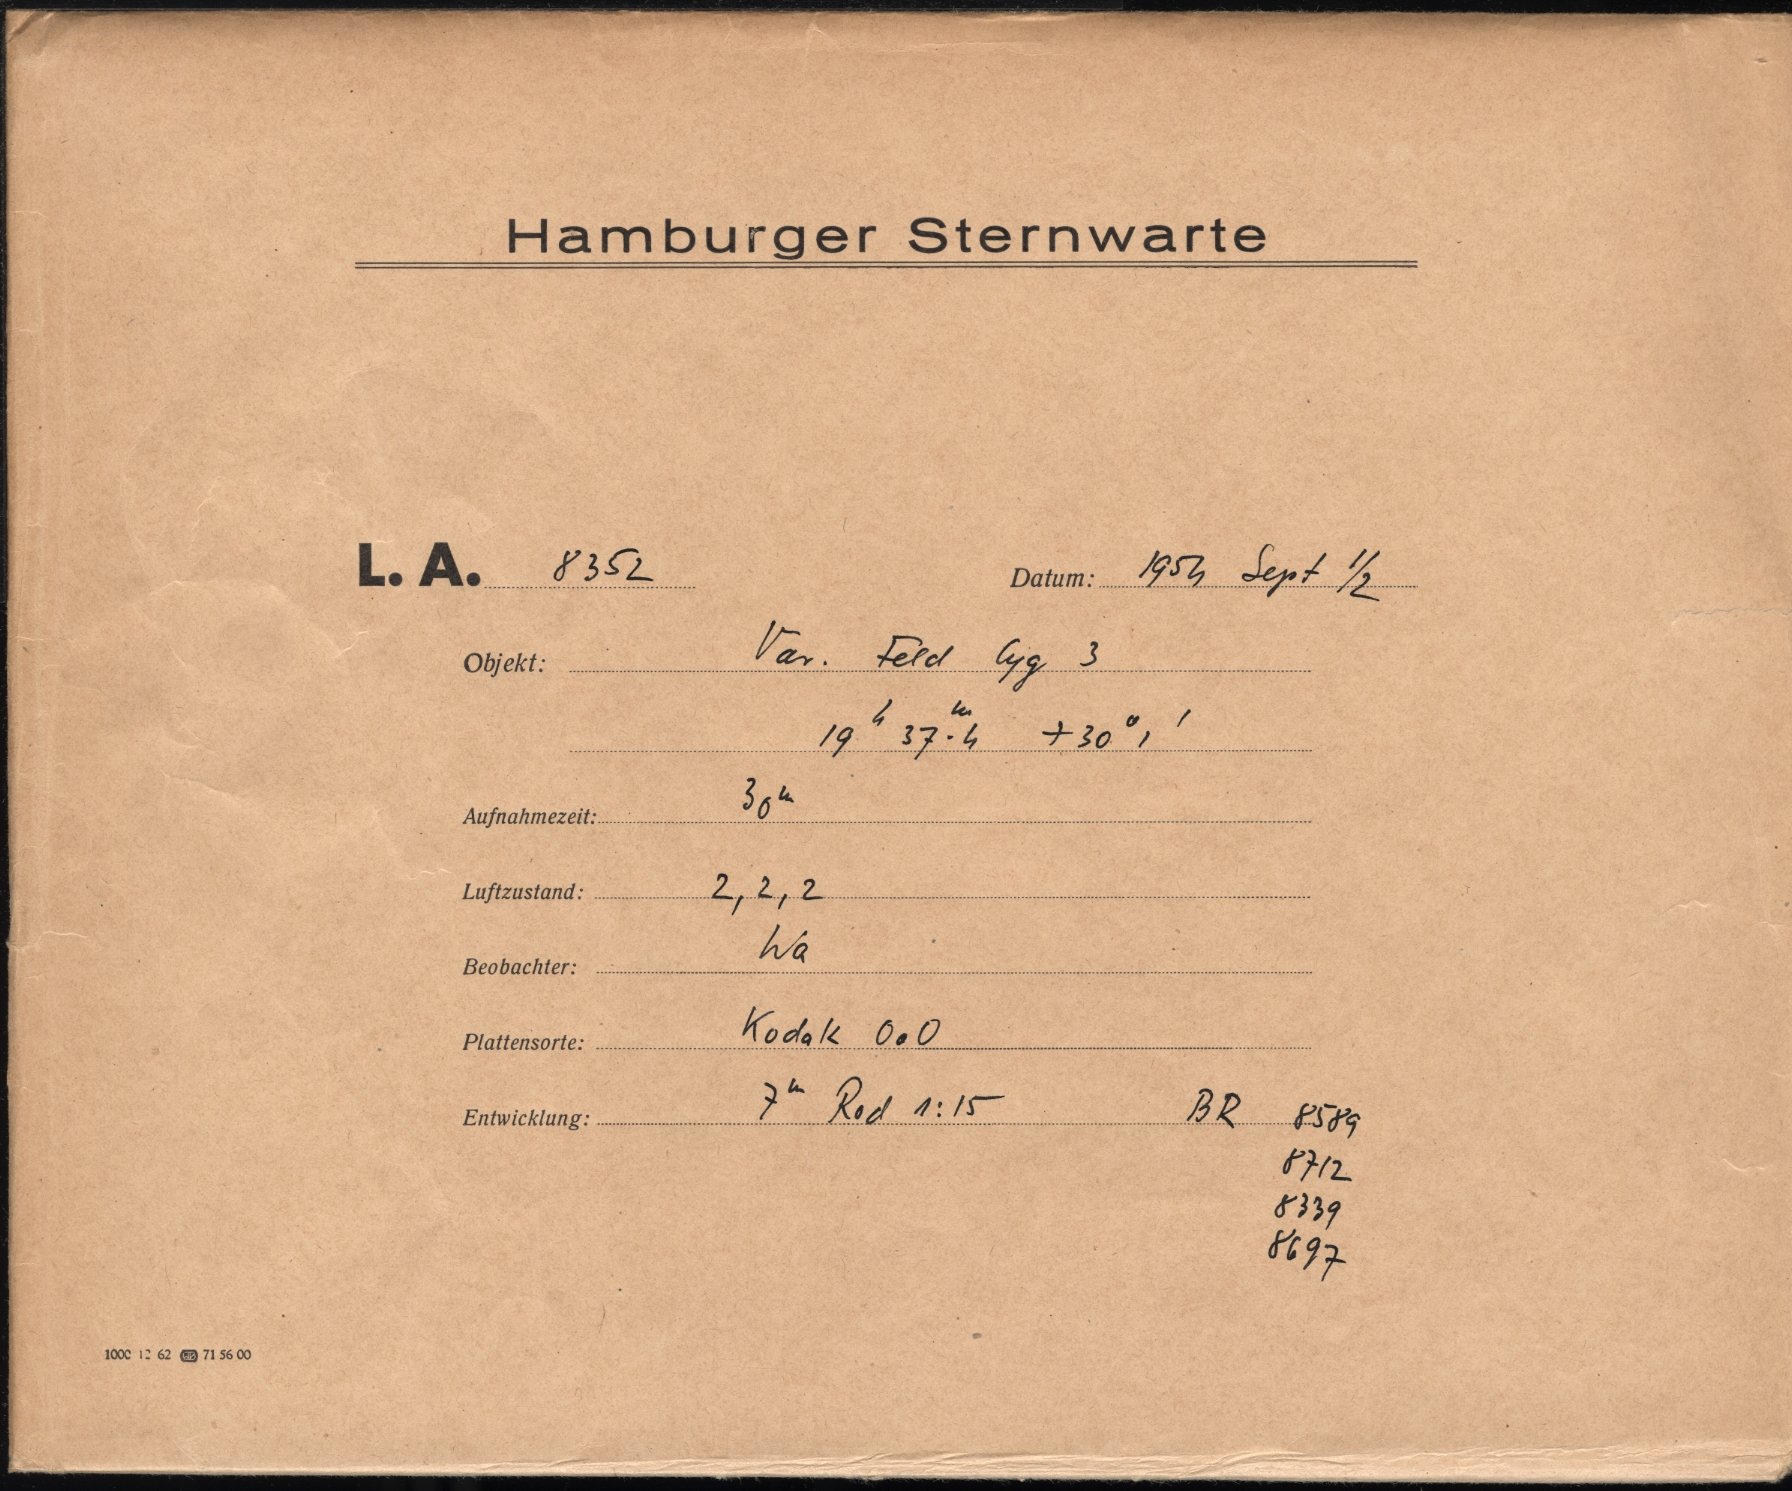 Hamburger Sternwarte
L. A. 8352 Datum: 1954 Sept 1/2
Objekt: Var. Feld Cyg 3
19ʰ 37ᵐ.4 +30° 1'
Aufnahmezeit: 30ᵐ
Luftzustand: 2, 2, 2
Beobachter: Wa
Plattensorte: Kodak OaO
Entwicklung: 7ᵐ Rod 1:15 BR 8589
8712
8339
8697
1000 12 62 71 56 00